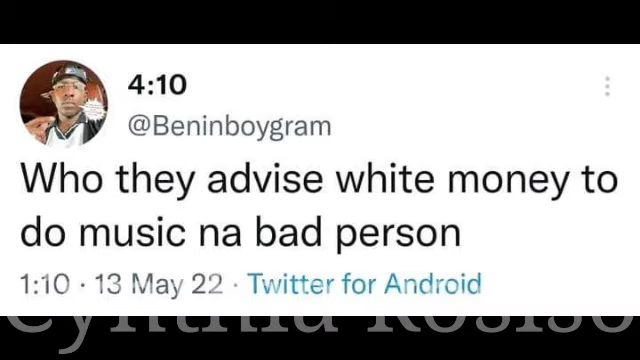 4:10
@Beninboygram
Who they advise white money to
do music na bad person
1:10 · 13 May 22 · Twitter for Android